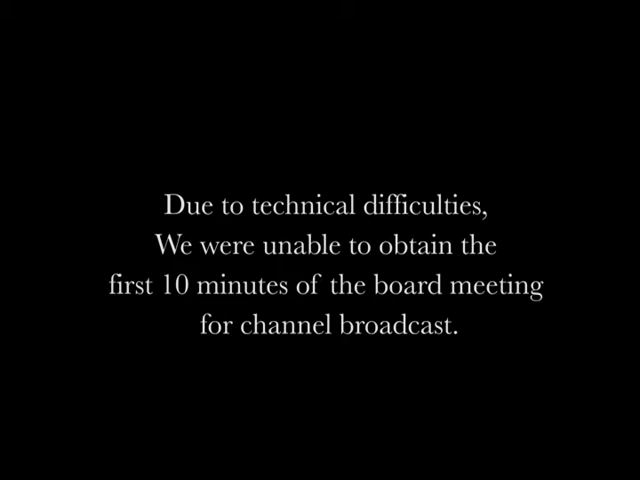 Due to technical difficulties,
We were unable to obtain the
first 10 minutes of the board meeting
for channel broadcast.